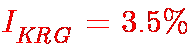 I_{KRG} = 3.5%